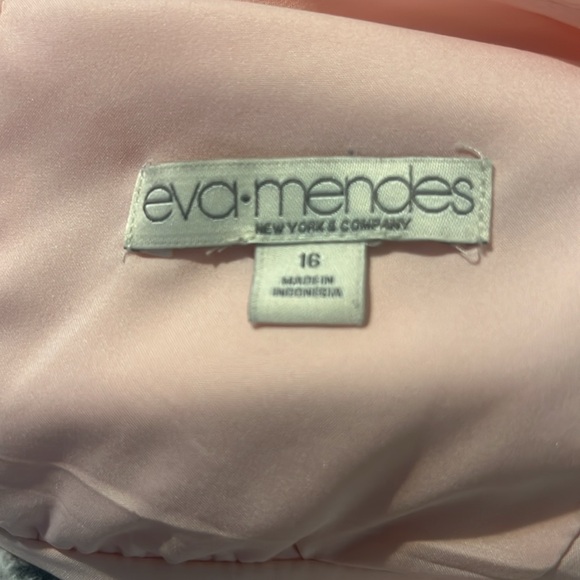 eva•mendes
NEW YORK & COMPANY
16
MADE IN
INDONESIA